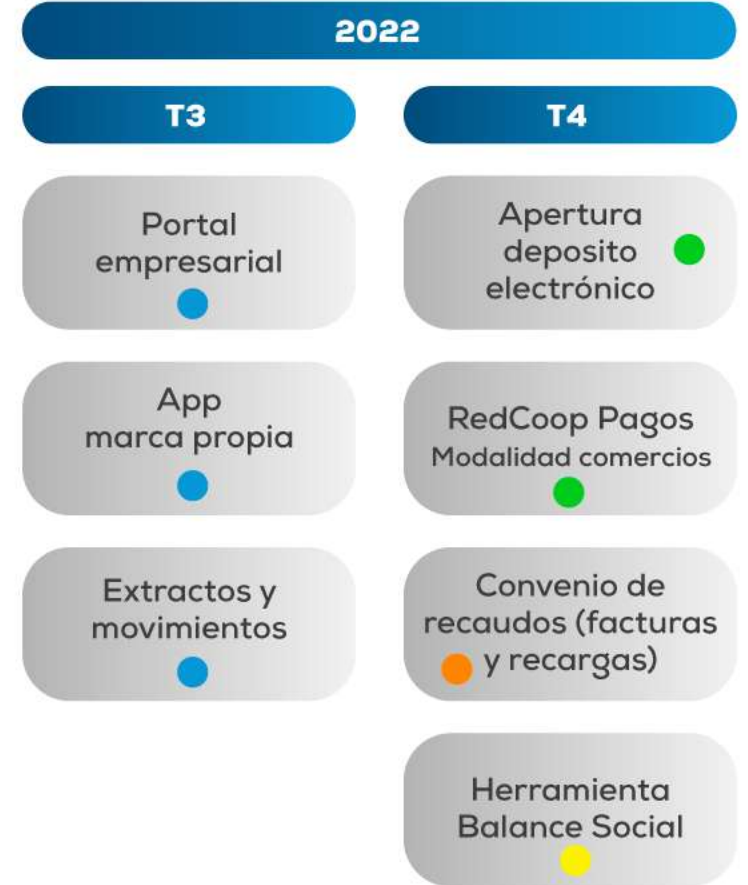 2022
T3
Portal
empresarial
App
marca propia
Extractos y
movimientos
T4
Apertura
deposito
electrónico
RedCoop Pagos
Modalidad comercios
Convenio de
recaudos (facturas
y recargas)
Herramienta
Balance Social